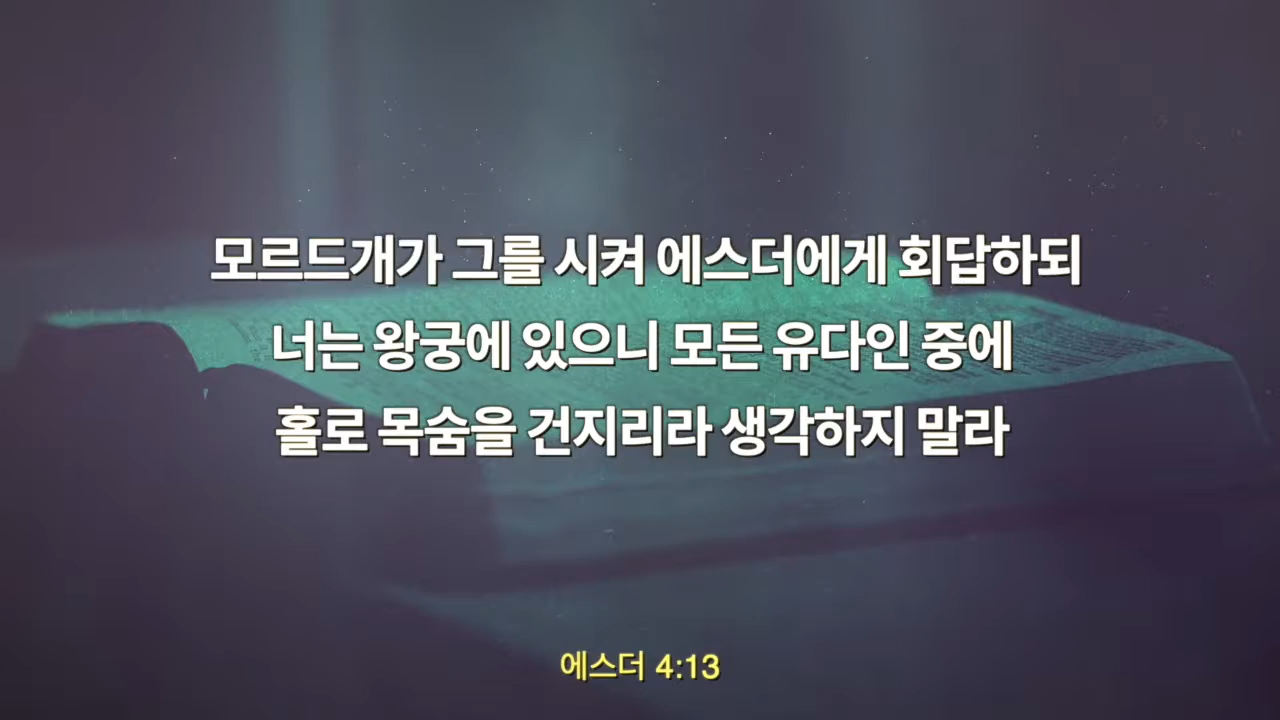 모르드개가 그를 시켜 에스더에게 회답하되
너는 왕궁에 있으니 모든 유다인 중에
홀로 목숨을 건지리라 생각하지 말라
에스더 4:13